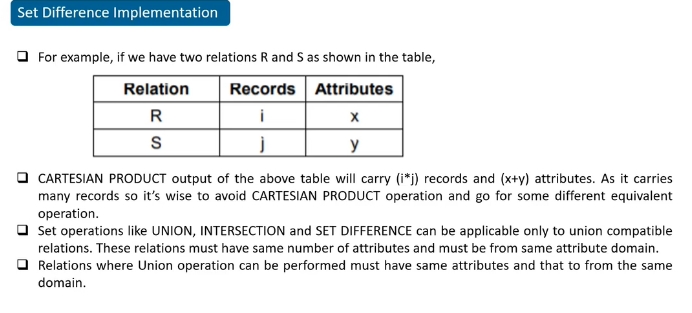 Set Difference Implementation
❑ For example, if we have two relations R and S as shown in the table,
Relation Records Attributes
R i x
S j y
❑ CARTESIAN PRODUCT output of the above table will carry (i*j) records and (x+y) attributes. As it carries
many records so it's wise to avoid CARTESIAN PRODUCT operation and go for some different equivalent
operation.
❑ Set operations like UNION, INTERSECTION and SET DIFFERENCE can be applicable only to union compatible
relations. These relations must have same number of attributes and must be from same attribute domain.
❑ Relations where Union operation can be performed must have same attributes and that to from the same
domain.